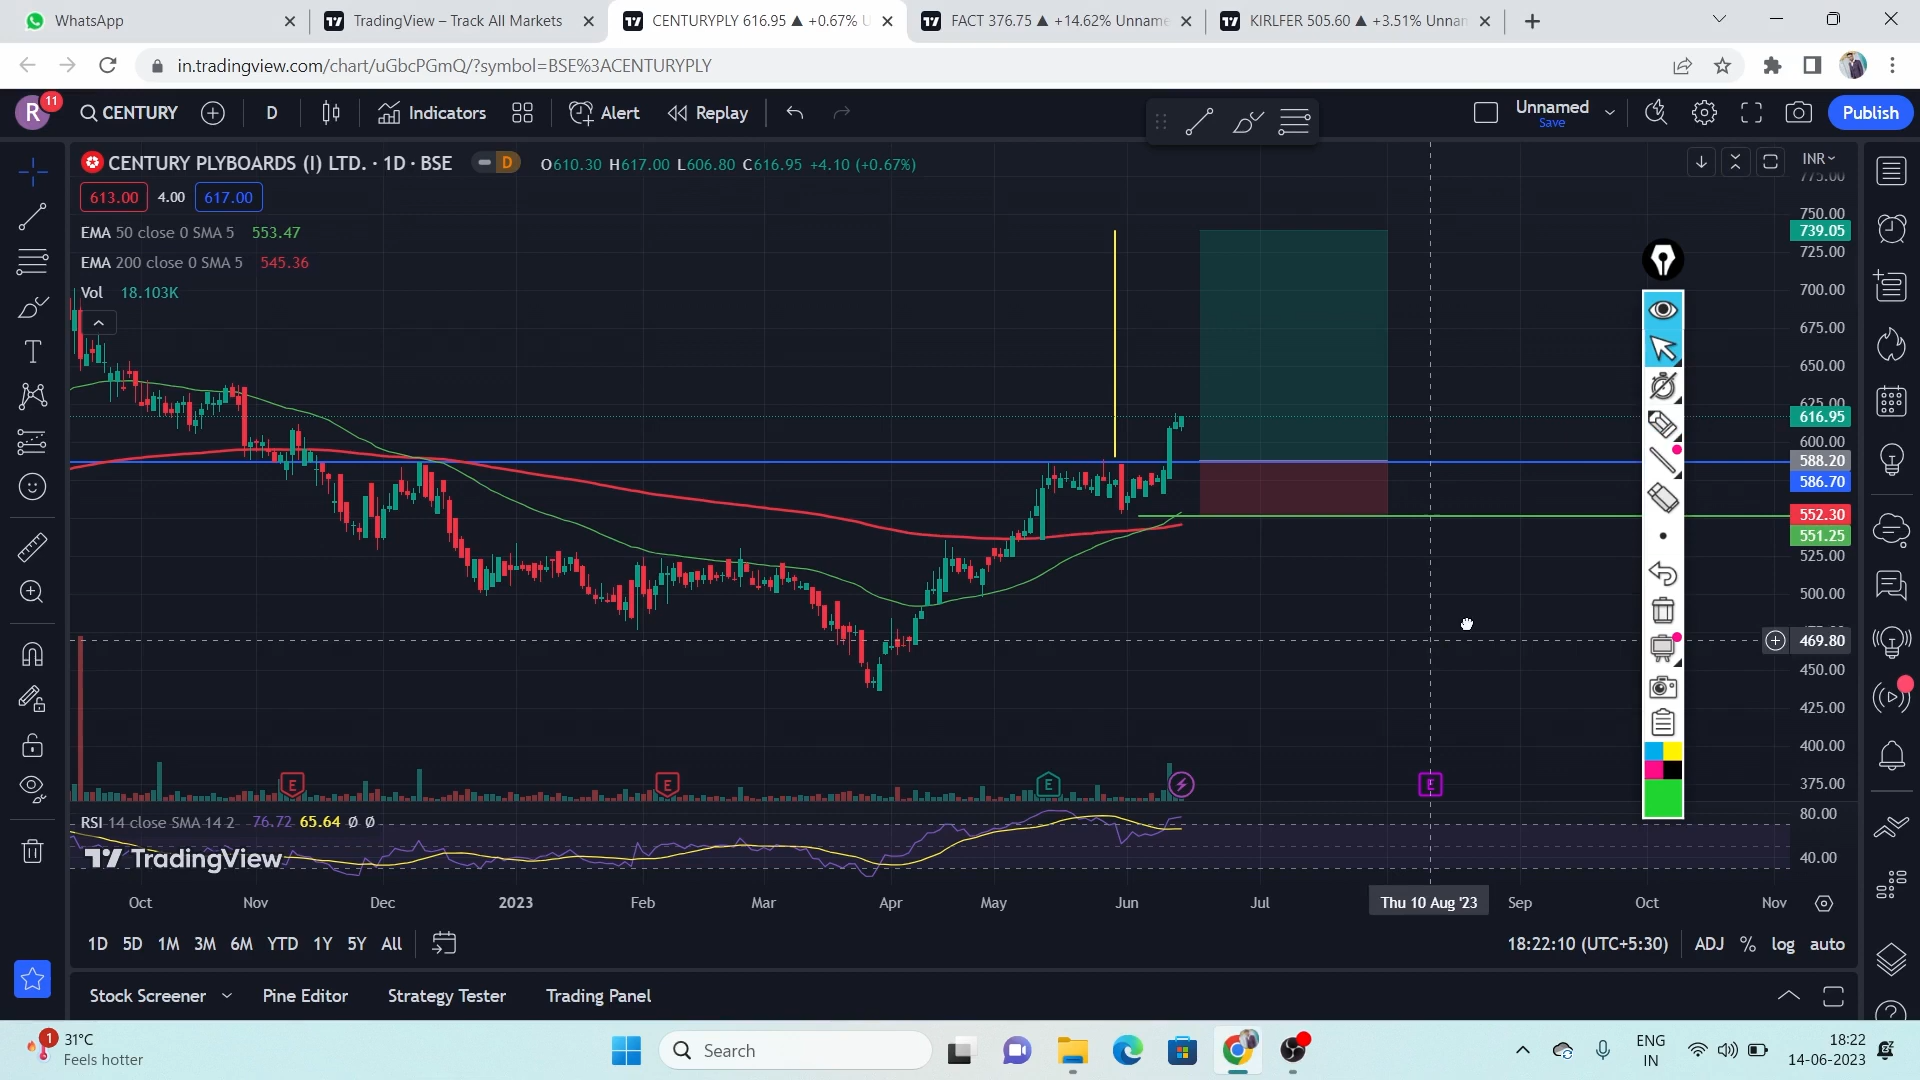 WhatsApp
TradingView – Track All Markets
CENTURYPLY 616.95 ▲ +0.67% U
FACT 376.75 ▲ +14.62% Unname
KIRLFER 505.60 ▲ +3.51% Unnan
in.tradingview.com/chart/uGbcPGmQ/?symbol=BSE%3ACENTURYPLY
R 11
CENTURY
D
Indicators
Alert
Replay
Unnamed
Save
Publish
CENTURY PLYBOARDS (I) LTD. · 1D · BSE
D
O610.30 H617.00 L606.80 C616.95 +4.10 (+0.67%)
INR
613.00 4.00 617.00
EMA 50 close 0 SMA 5 553.47
EMA 200 close 0 SMA 5 545.36
Vol 18.103K
775.00
750.00
739.05
725.00
700.00
675.00
650.00
625.00
616.95
600.00
588.20
586.70
552.30
551.25
525.00
500.00
469.80
450.00
425.00
400.00
375.00
E E E E
RSI 14 close SMA 14 2 76.72 65.64 Ø Ø
80.00
40.00
TradingView
Oct Nov Dec 2023 Feb Mar Apr May Jun Jul Thu 10 Aug '23 Sep Oct Nov
1D 5D 1M 3M 6M YTD 1Y 5Y All
18:22:10 (UTC+5:30) ADJ % log auto
Stock Screener Pine Editor Strategy Tester Trading Panel
1
31°C
Feels hotter
Search
ENG
IN
18:22
14-06-2023